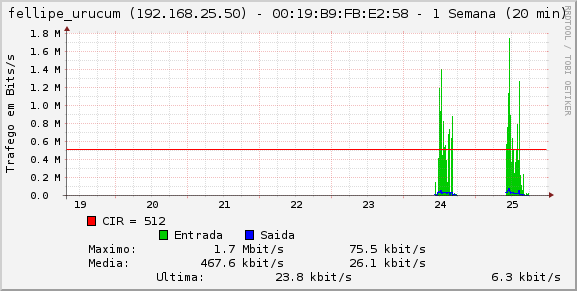 fellipe_urucum (192.168.25.50) - 00:19:B9:FB:E2:58 - 1 Semana (20 min)
RRDTOOL / TOBI OETIKER
Trafego em Bits/s
1.8 M
1.6 M
1.4 M
1.2 M
1.0 M
0.8 M
0.6 M
0.4 M
0.2 M
0.0
19 20 21 22 23 24 25
CIR = 512
Entrada Saida
Maximo: 1.7 Mbit/s 75.5 kbit/s
Media: 467.6 kbit/s 26.1 kbit/s
Ultima: 23.8 kbit/s 6.3 kbit/s